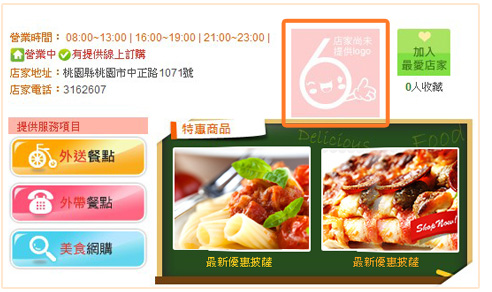 營業時間： 08:00~13:00 | 16:00~19:00 | 21:00~23:00 |
營業中 有提供線上訂購
店家地址：桃園縣桃園市中正路1071號
店家電話：3162607
店家尚未
提供logo
加入
最愛店家
0人收藏
提供服務項目
外送餐點
外帶餐點
美食網購
特惠商品
Delicious Food
最新優惠披薩
Shop Now!
最新優惠披薩